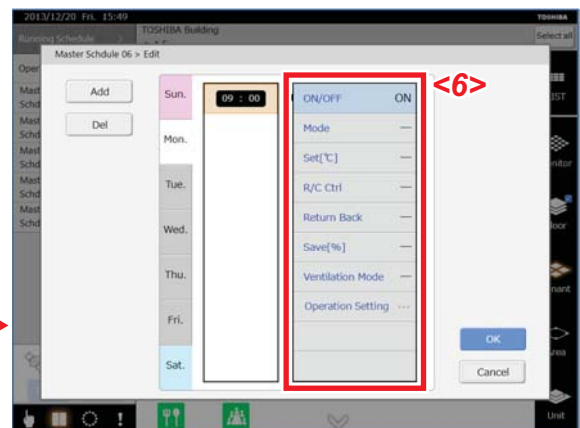 2013/12/20 Fri. 15:49
TOSHIBA
Running Schedule >
TOSHIBA Building
Select all
Master Schdule 06 > Edit
Oper
Add
Del
Mast
Schd
Mast
Schd
Mast
Schd
Mast
Schd
Mast
Schd
Sun.
Mon.
Tue.
Wed.
Thu.
Fri.
Sat.
09 : 00
ON/OFF ON
Mode —
Set[℃] —
R/C Ctrl —
Return Back —
Save[%] —
Ventilation Mode —
Operation Setting ...
<6>
OK
Cancel
IST
nitor
loor
nant
rea
Unit